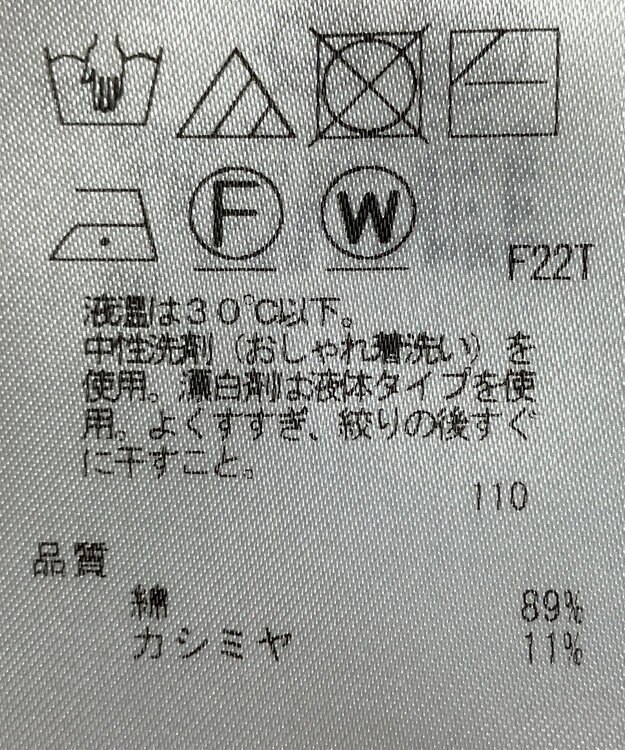 F W
F22T
液温は30℃以下。
中性洗剤（おしゃれ着洗い）を
使用。漂白剤は液体タイプを使
用。よくすすぎ、絞りの後すぐ
に干すこと。
110
品質
綿 89%
カシミヤ 11%